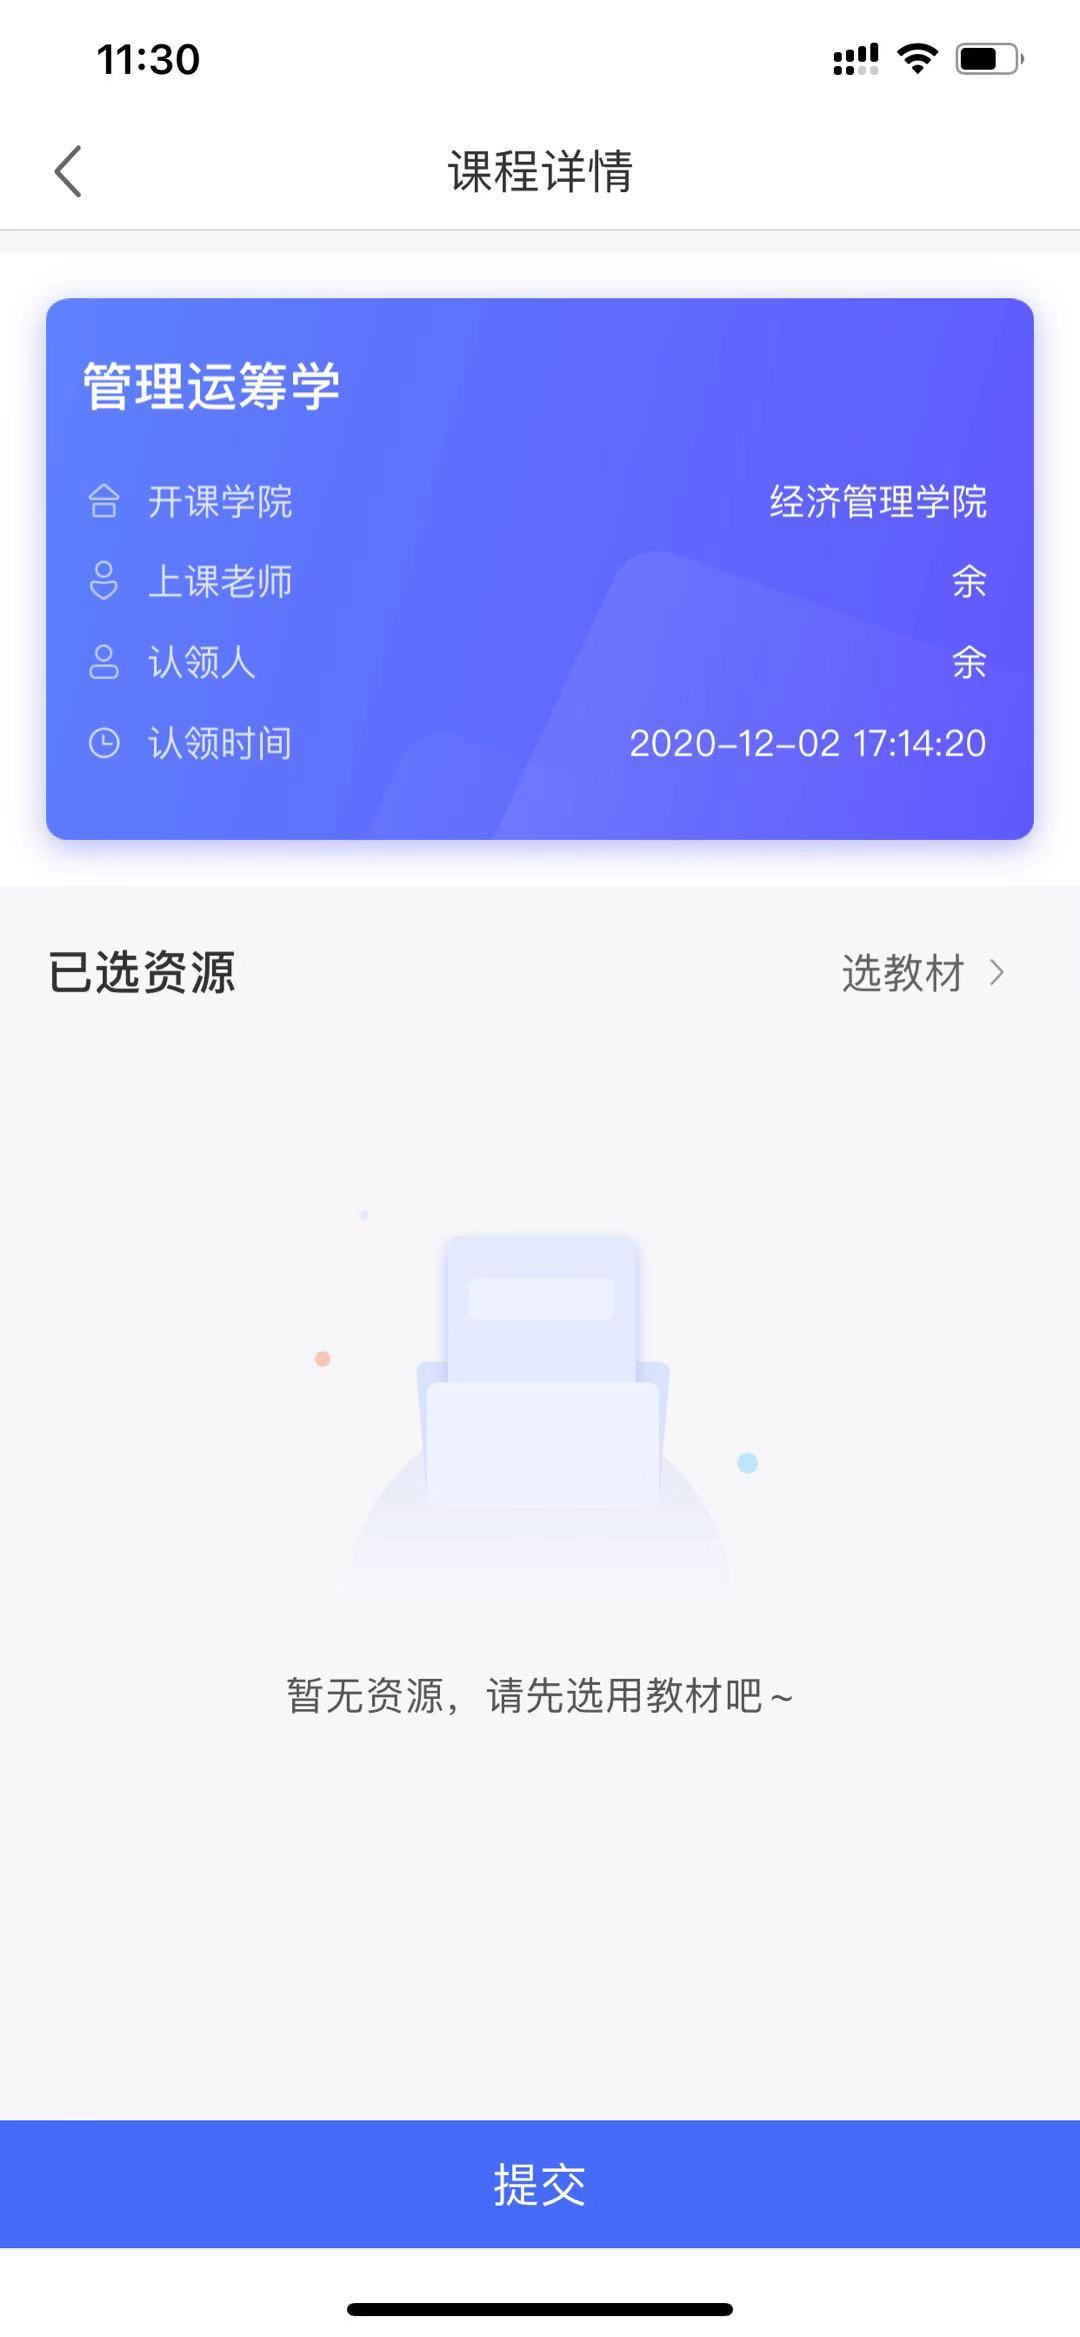 11:30
课程详情
管理运筹学
开课学院 经济管理学院
上课老师 余
认领人 余
认领时间 2020-12-02 17:14:20
已选资源 选教材
暂无资源，请先选用教材吧~
提交